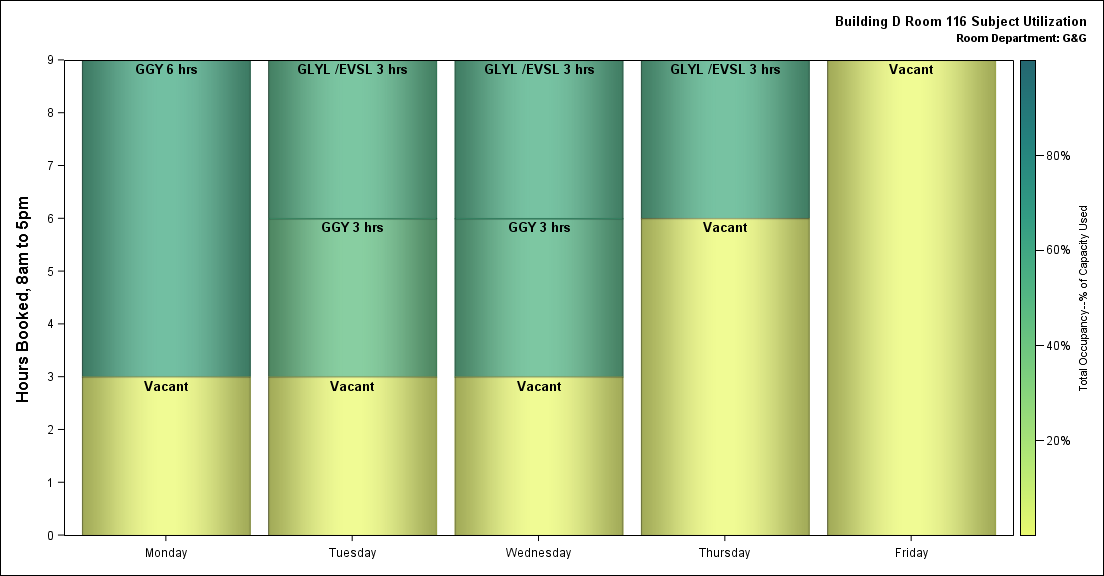 Building D Room 116 Subject Utilization
Room Department: G&G
Hours Booked, 8am to 5pm
9
8
7
6
5
4
3
2
1
0
GGY 6 hrs
Vacant
GLYL /EVSL 3 hrs
GGY 3 hrs
Vacant
GLYL /EVSL 3 hrs
GGY 3 hrs
Vacant
GLYL /EVSL 3 hrs
Vacant
Vacant
Monday
Tuesday
Wednesday
Thursday
Friday
80%
60%
40%
20%
Total Occupancy--% of Capacity Used